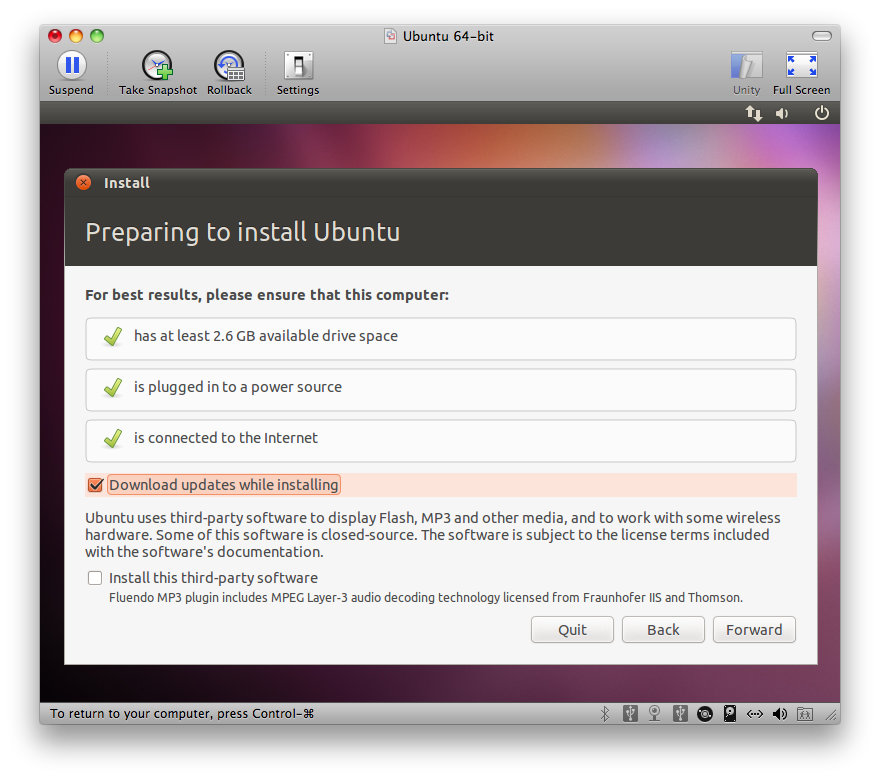 Ubuntu 64-bit
Suspend
Take Snapshot
Rollback
Settings
Unity
Full Screen
Install
Preparing to install Ubuntu
For best results, please ensure that this computer:
has at least 2.6 GB available drive space
is plugged in to a power source
is connected to the Internet
Download updates while installing
Ubuntu uses third-party software to display Flash, MP3 and other media, and to work with some wireless
hardware. Some of this software is closed-source. The software is subject to the license terms included
with the software's documentation.
Install this third-party software
Fluendo MP3 plugin includes MPEG Layer-3 audio decoding technology licensed from Fraunhofer IIS and Thomson.
Quit
Back
Forward
To return to your computer, press Control-⌘